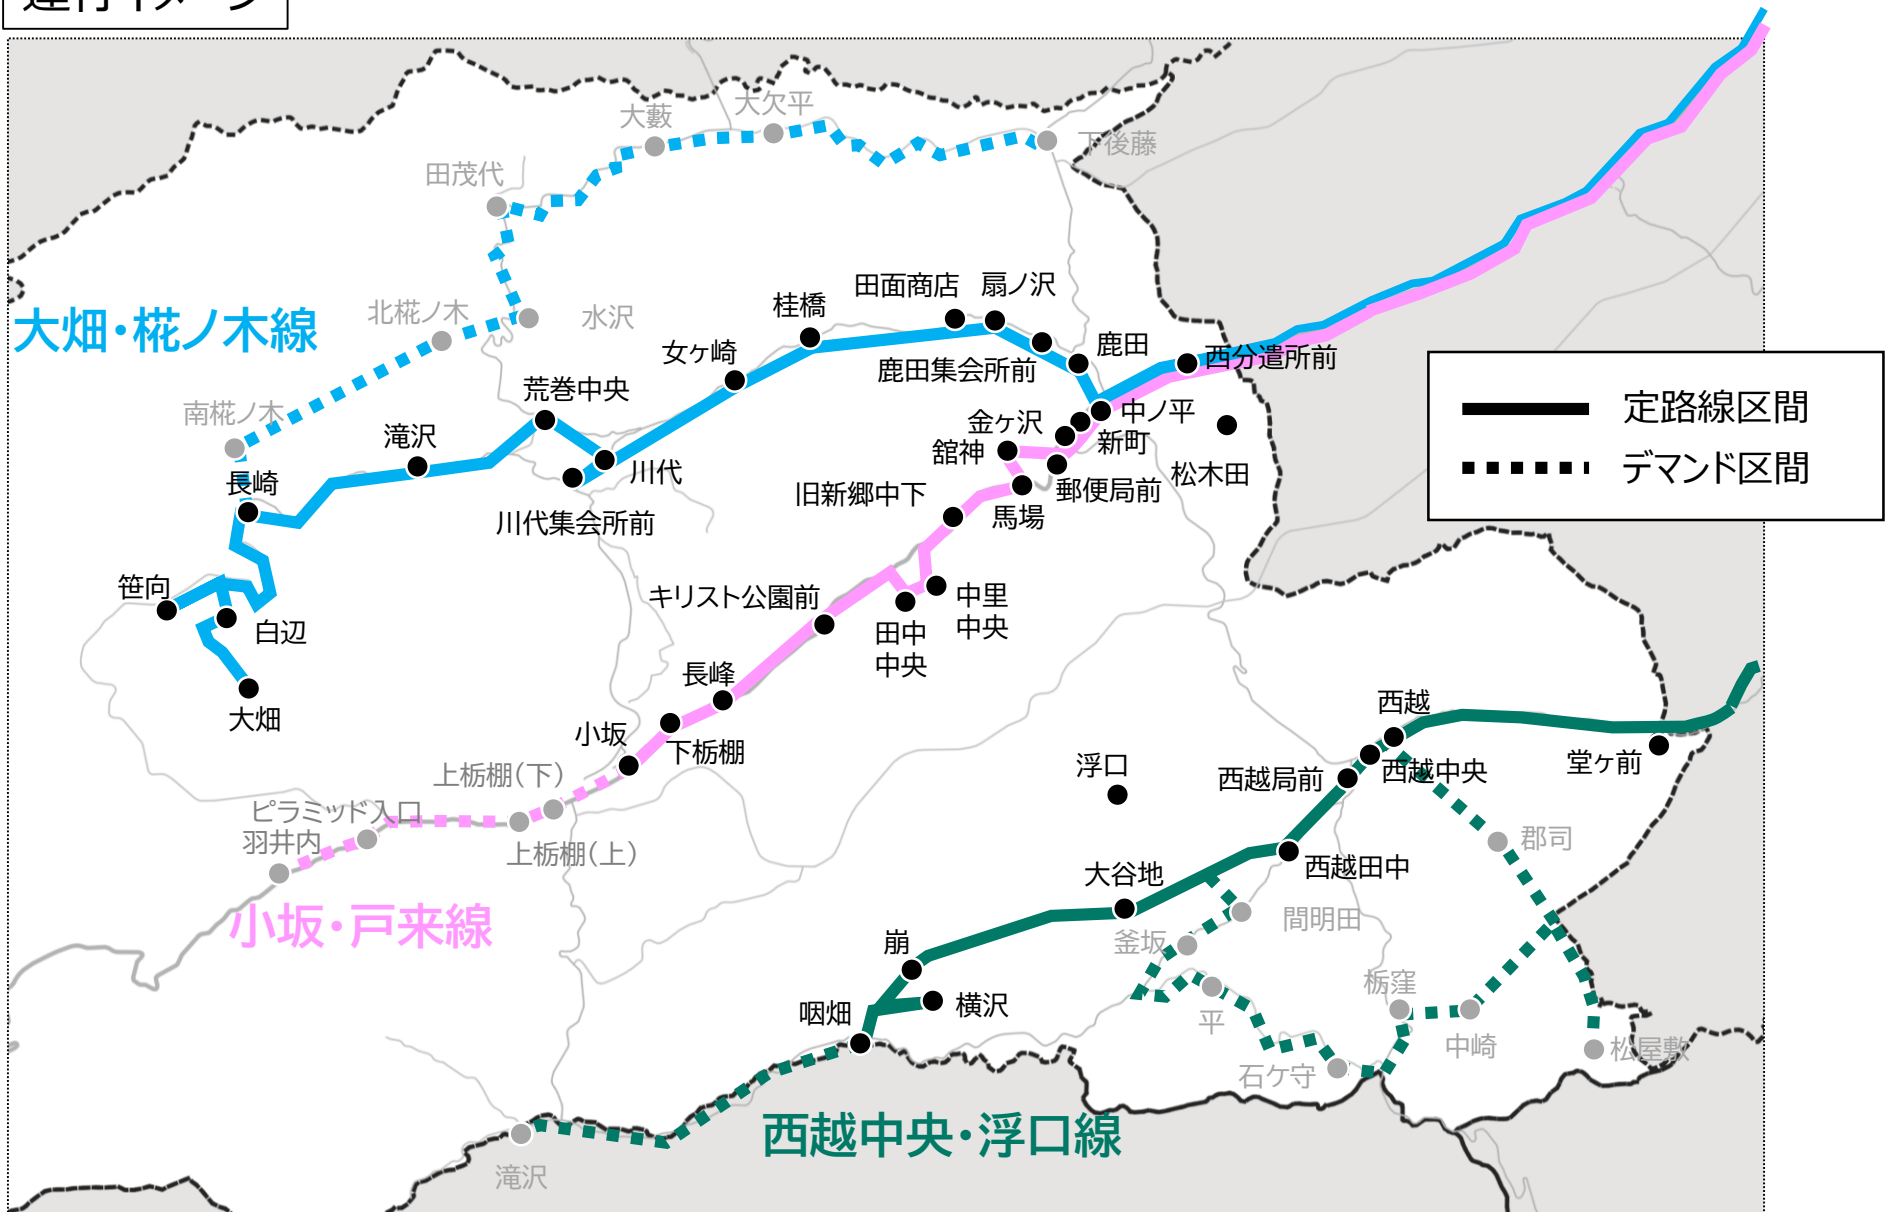 運行イメージ
大欠平
大藪
下後藤
田茂代
田面商店
扇ノ沢
桂橋
北椛ノ木
水沢
大畑・椛ノ木線
女ヶ崎
鹿田
西分遣所前
鹿田集会所前
荒巻中央
定路線区間
南椛ノ木
中ノ平
金ヶ沢
滝沢
新町
舘神
デマンド区間
川代
松木田
長崎
郵便局前
旧新郷中下
馬場
川代集会所前
笹向
キリスト公園前
中里
中央
白辺
田中
中央
長峰
西越
大畑
小坂
下栃棚
上栃棚(下)
浮口
西越局前
西越中央
堂ヶ前
ピラミッド入口
羽井内
上栃棚(上)
郡司
西越田中
大谷地
小坂・戸来線
間明田
釜坂
崩
栃窪
横沢
咽畑
平
中崎
松屋敷
石ケ守
西越中央・浮口線
滝沢